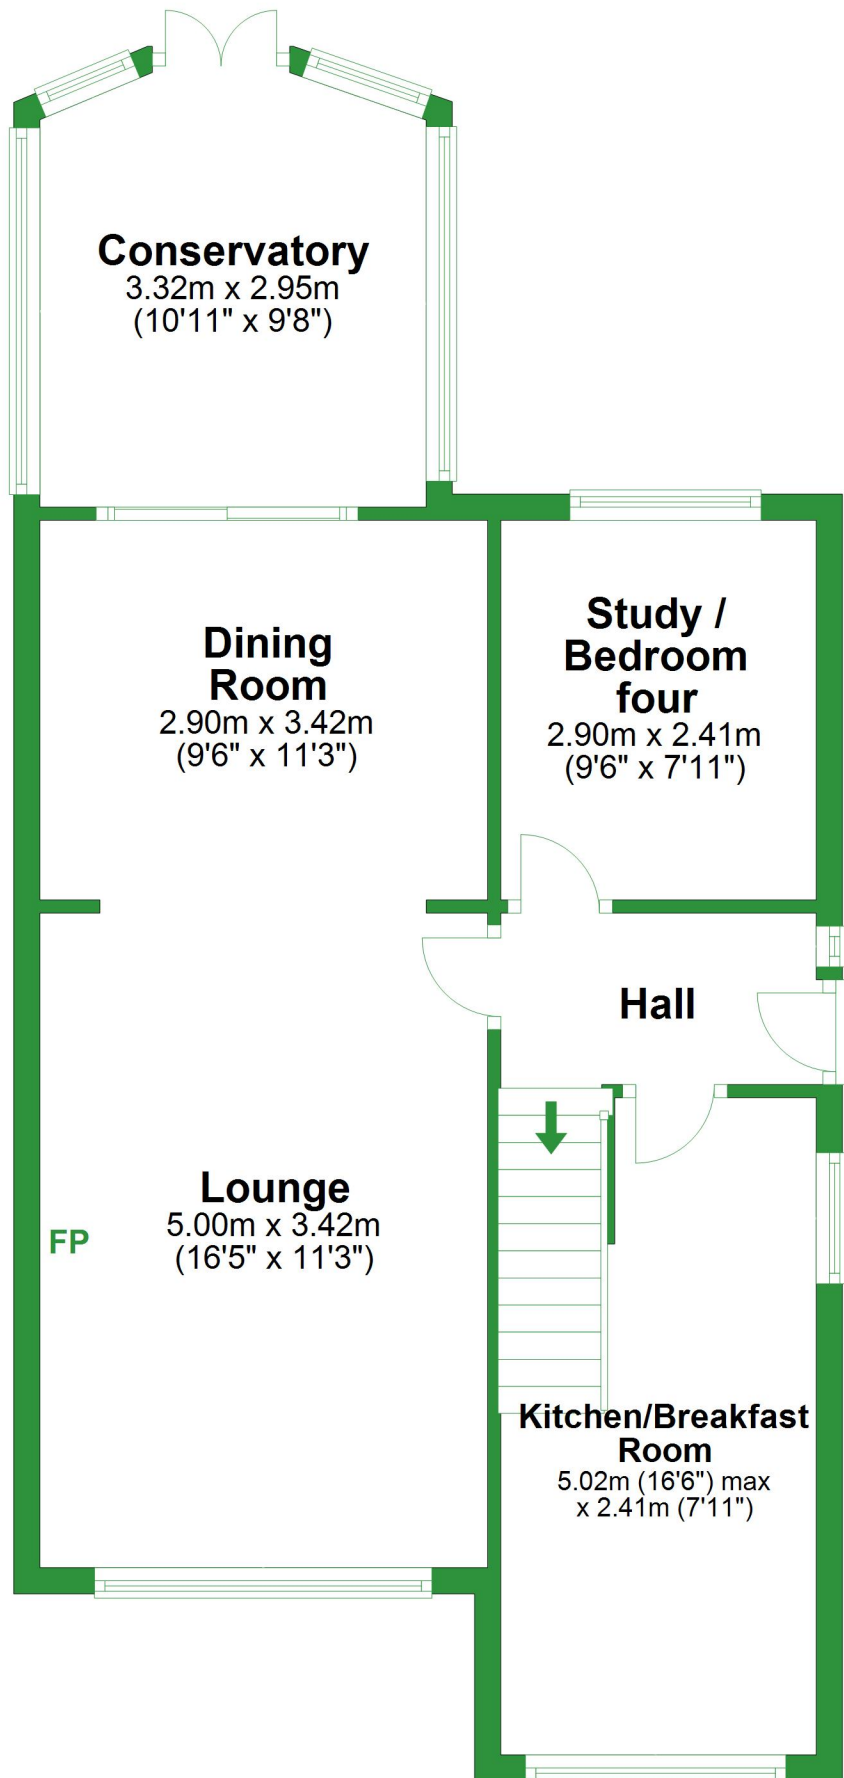 Conservatory
3.32m x 2.95m
(10'11" x 9'8")
Dining
Room
2.90m x 3.42m
(9'6" x 11'3")
Study /
Bedroom
four
2.90m x 2.41m
(9'6" x 7'11")
Hall
Lounge
5.00m x 3.42m
(16'5" x 11'3")
FP
Kitchen/Breakfast
Room
5.02m (16'6") max
x 2.41m (7'11")